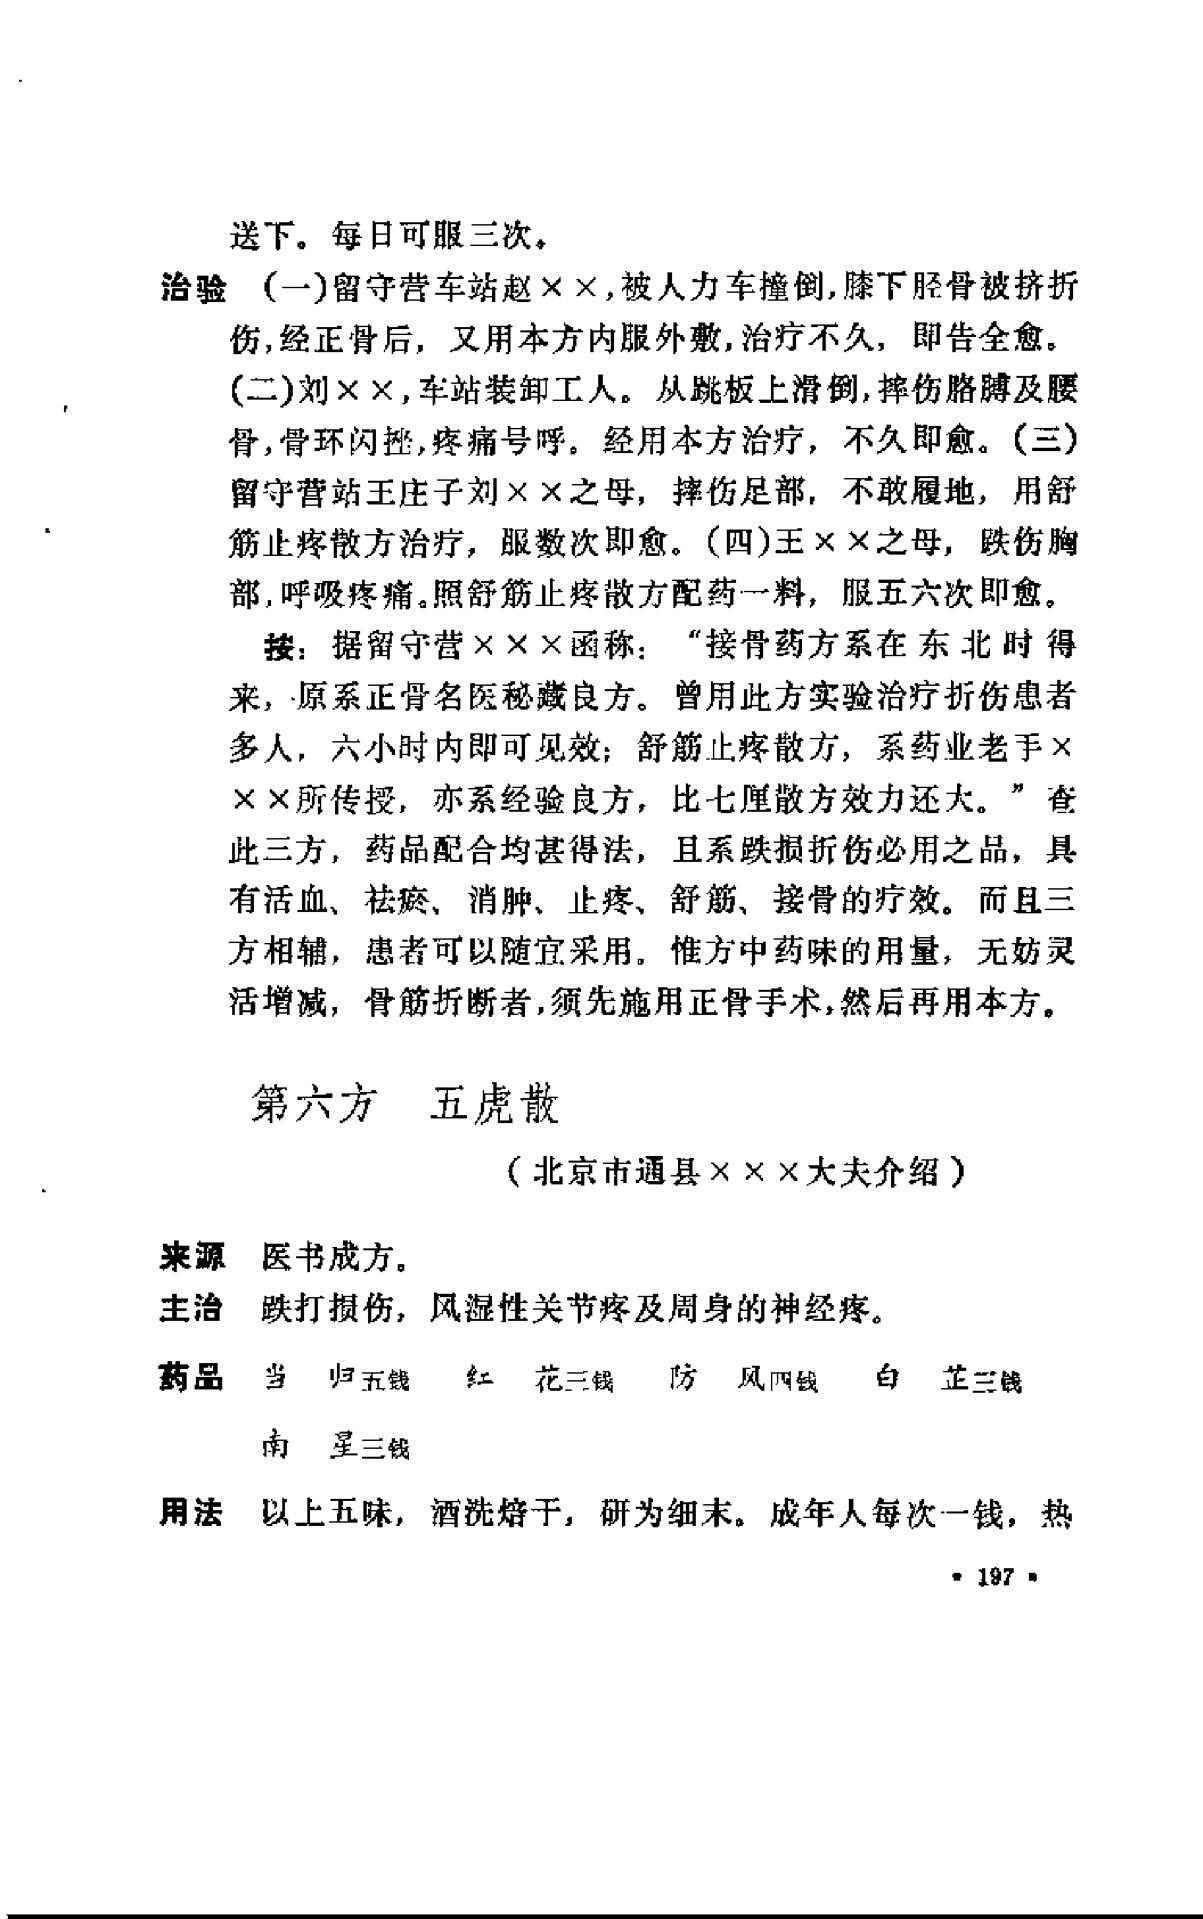 送下。每日可服三次。
治验 (一)留守营车站赵××,被人力车撞倒,膝下胫骨被挤折
伤,经正骨后，又用本方内服外敷,治疗不久，即告全愈。
(二)刘××,车站装卸工人。从跳板上滑倒,摔伤胳膊及腰
骨,骨环闪挫,疼痛号呼。经用本方治疗，不久即愈。(三)
留守营站王庄子刘××之母，摔伤足部，不敢履地，用舒
筋止疼散方治疗，服数次即愈。(四)王××之母，跌伤胸
部,呼吸疼痛。照舒筋止疼散方配药一料，服五六次即愈。
按：据留守营×××函称：“接骨药方系在东北时得
来，原系正骨名医秘藏良方。曾用此方实验治疗折伤患者
多人，六小时内即可见效；舒筋止疼散方，系药业老手×
××所传授，亦系经验良方，比七厘散方效力还大。”查
此三方，药品配合均甚得法，且系跌损折伤必用之品，具
有活血、祛瘀、消肿、止疼、舒筋、接骨的疗效。而且三
方相辅，患者可以随宜采用。惟方中药味的用量，无妨灵
活增减，骨筋折断者,须先施用正骨手术,然后再用本方。
第六方 五虎散
(北京市通县×××大夫介绍)
来源 医书成方。
主治 跌打损伤，风湿性关节疼及周身的神经疼。
药品 当归五钱 红花三钱 防风四钱 白芷三钱
南星三钱
用法 以上五味，酒洗焙干，研为细末。成年人每次一钱，热
• 197 •